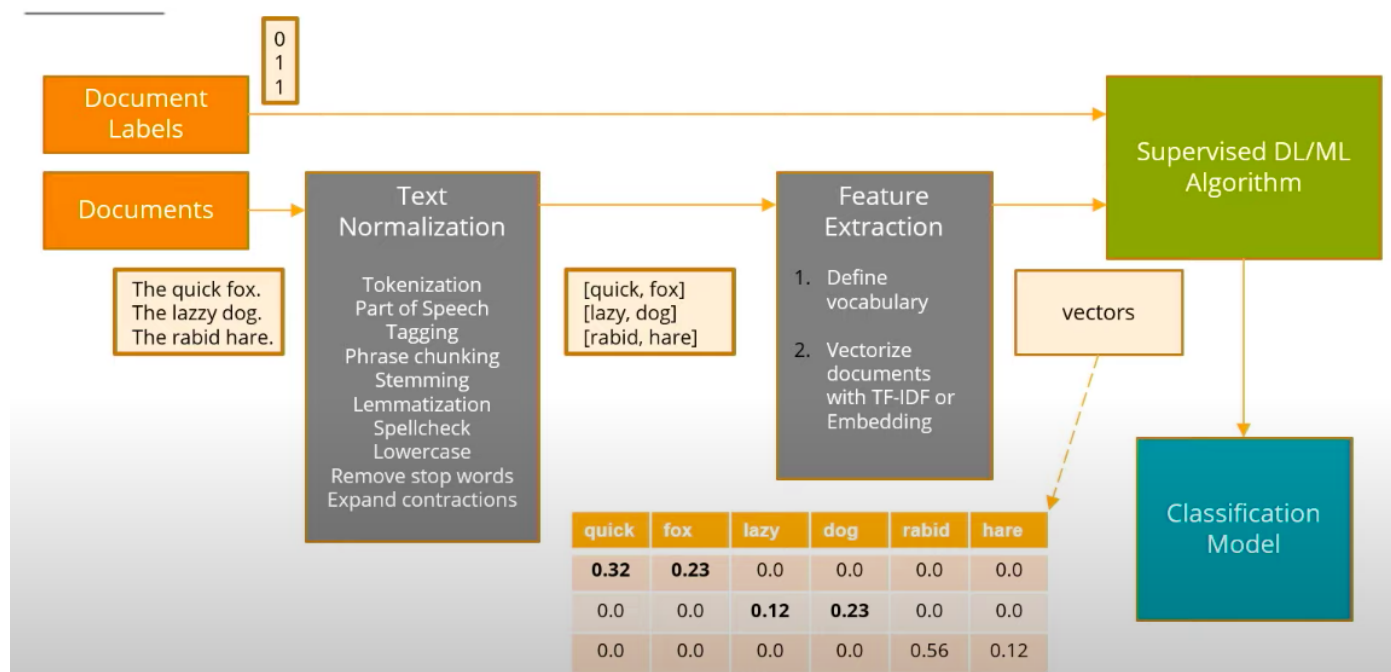 0
1
1
Document
Labels
Documents
The quick fox.
The lazzy dog.
The rabid hare.
Text
Normalization
Tokenization
Part of Speech
Tagging
Phrase chunking
Stemming
Lemmatization
Spellcheck
Lowercase
Remove stop words
Expand contractions
[quick, fox]
[lazy, dog]
[rabid, hare]
Feature
Extraction
1. Define
vocabulary
2. Vectorize
documents
with TF-IDF or
Embedding
vectors
Supervised DL/ML
Algorithm
Classification
Model
quick fox lazy dog rabid hare
0.32 0.23 0.0 0.0 0.0 0.0
0.0 0.0 0.12 0.23 0.0 0.0
0.0 0.0 0.0 0.0 0.56 0.12